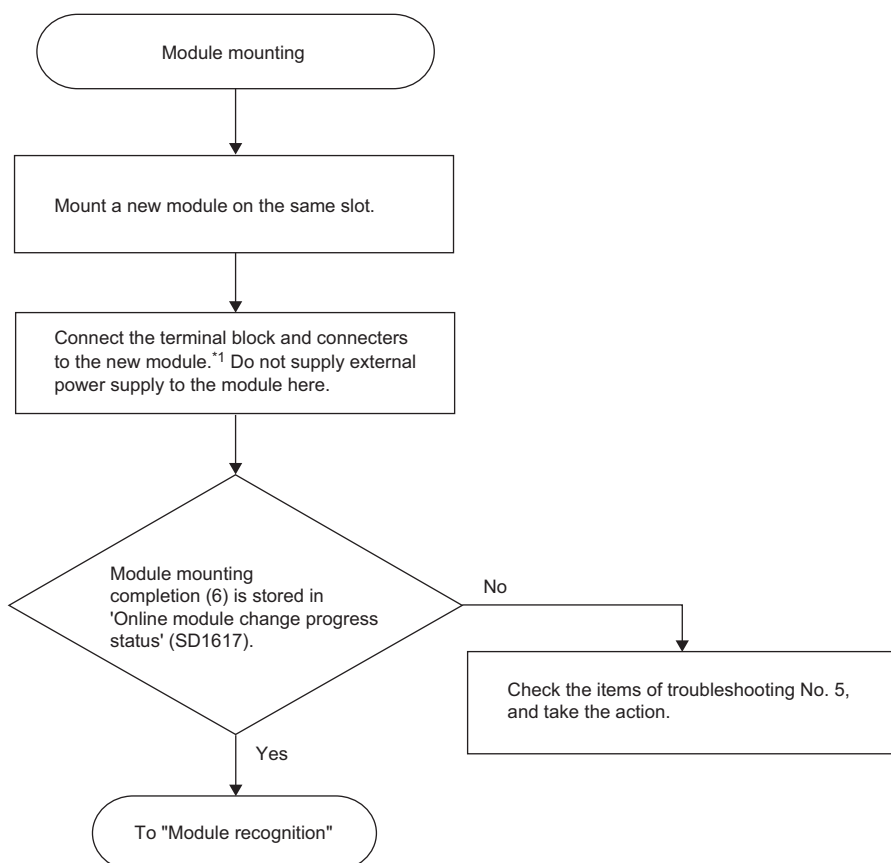 Module mounting
Mount a new module on the same slot.
Connect the terminal block and connecters
to the new module.*1 Do not supply external
power supply to the module here.
Module mounting
completion (6) is stored in
'Online module change progress
status' (SD1617).
No
Check the items of troubleshooting No. 5,
and take the action.
Yes
To "Module recognition"